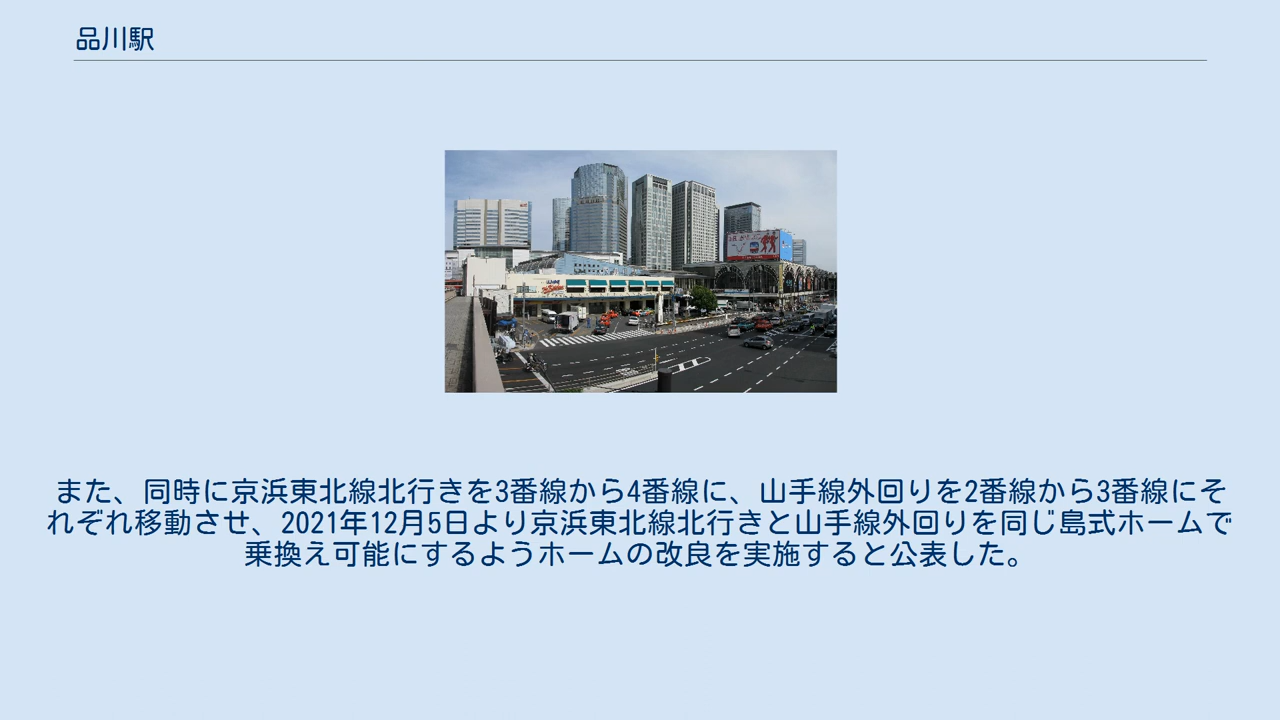 品川駅
また、同時に京浜東北線北行きを3番線から4番線に、山手線外回りを2番線から3番線にそ
れぞれ移動させ、2021年12月5日より京浜東北線北行きと山手線外回りを同じ島式ホームで
乗換え可能にするようホームの改良を実施すると公表した。